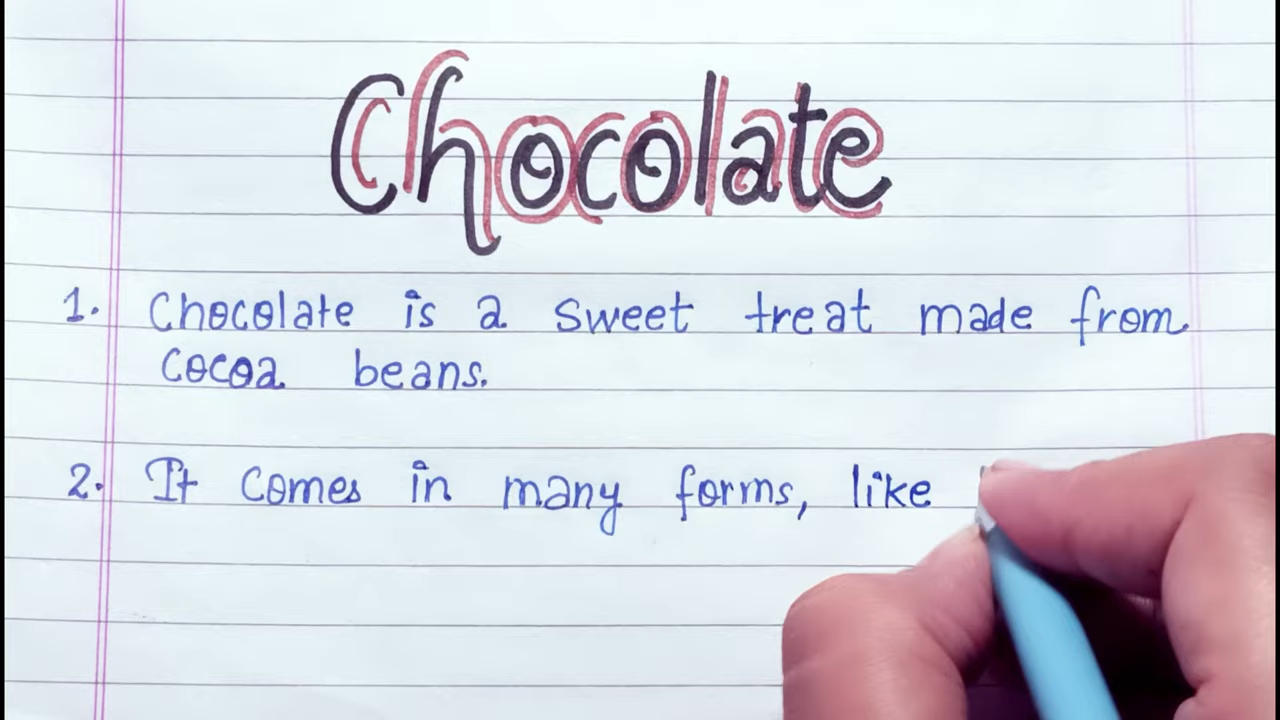 Chocolate
1. Chocolate is a sweet treat made from
cocoa beans.
2. It comes in many forms, like